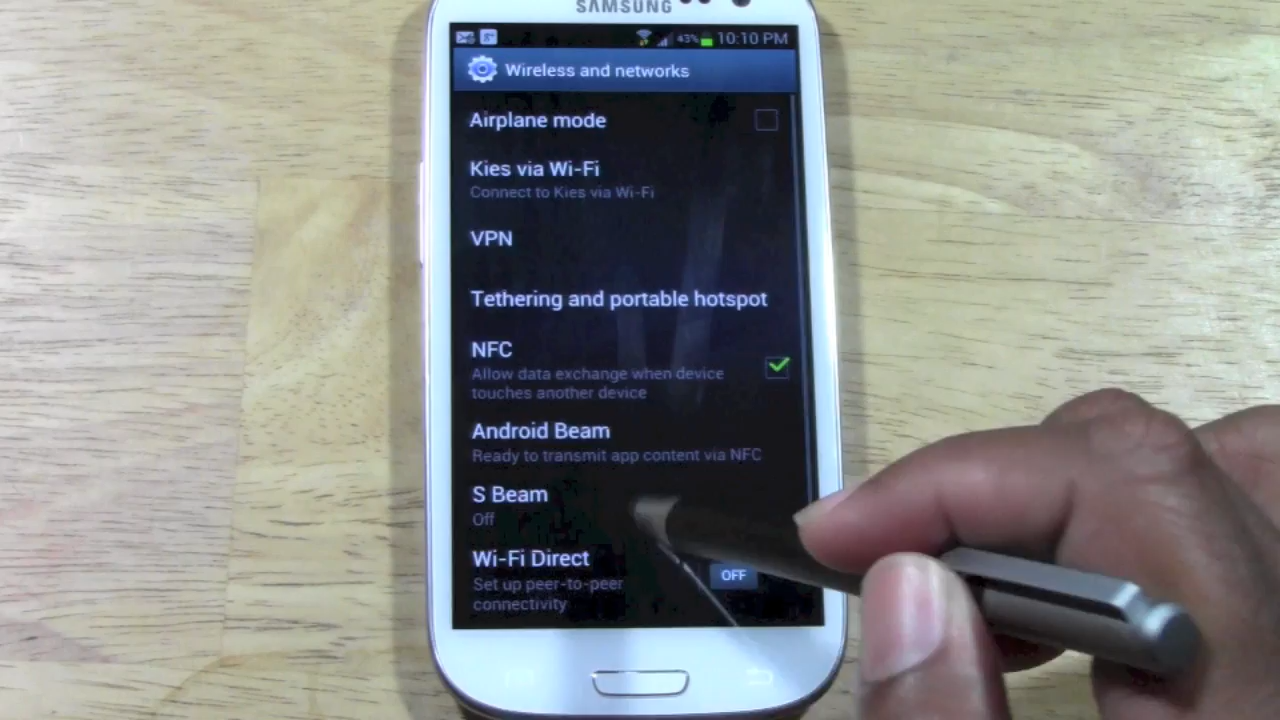 SAMSUNG
43% 10:10 PM
Wireless and networks
Airplane mode
Kies via Wi-Fi
Connect to Kies via Wi-Fi
VPN
Tethering and portable hotspot
NFC
Allow data exchange when device
touches another device
Android Beam
Ready to transmit app content via NFC
S Beam
Off
Wi-Fi Direct
OFF
Set up peer-to-peer
connectivity